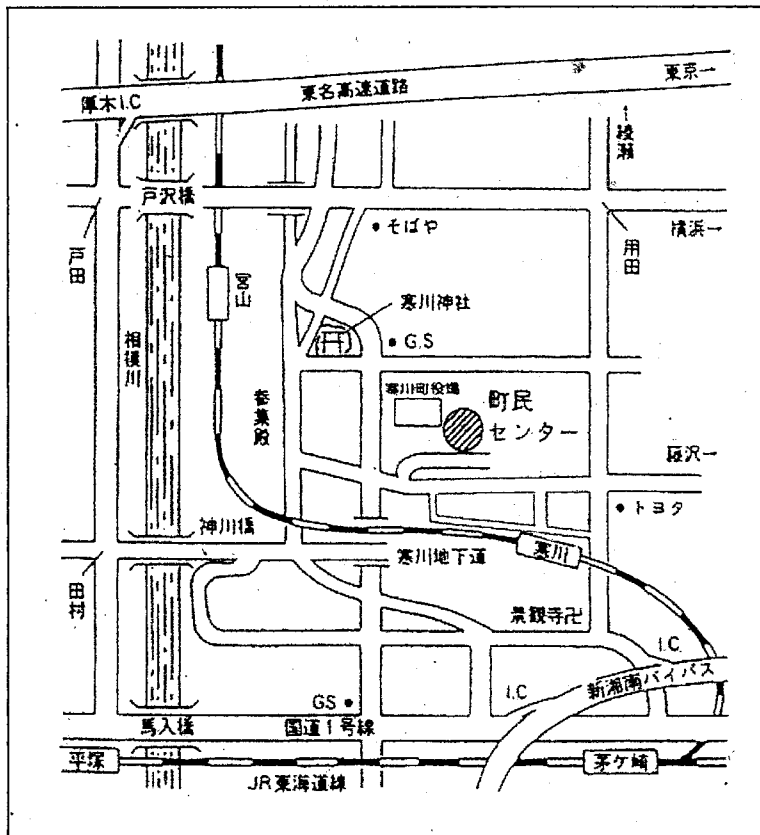 東京→
東名高速道路
厚木I.C
↑綾瀬
戸沢橋
そばや
横浜→
戸田
用田
宮山
寒川神社
G.S
相模川
寒川町役場
町民
センター
参集殿
藤沢→
トヨタ
神川橋
寒川地下道
寒川
田村
景観寺卍
I.C.
新湘南バイパス
I.C
GS
馬入橋
国道1号線
平塚
茅ケ崎
JR東海道線